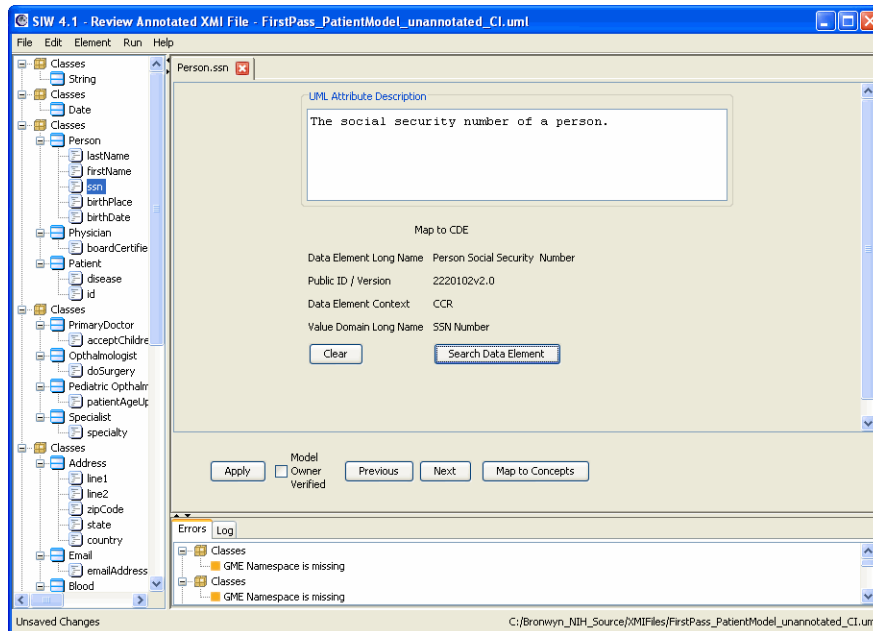 SIW 4.1 - Review Annotated XMI File - FirstPass_PatientModel_unannotated_CI.uml
File Edit Element Run Help
Classes
String
Classes
Date
Classes
Person
lastName
firstName
ssn
birthPlace
birthDate
Physician
boardCertifie
Patient
disease
id
Classes
PrimaryDoctor
acceptChildre
Opthalmologist
doSurgery
Pediatric Opthalm
patientAgeUp
Specialist
specialty
Classes
Address
line1
line2
zipCode
state
country
Email
emailAddress
Blood
Person.ssn
UML Attribute Description
The social security number of a person.
Map to CDE
Data Element Long Name Person Social Security Number
Public ID / Version 2220102v2.0
Data Element Context CCR
Value Domain Long Name SSN Number
Clear Search Data Element
Apply
Model
Owner
Verified
Previous Next Map to Concepts
Errors Log
Classes
GME Namespace is missing
Classes
GME Namespace is missing
Unsaved Changes C:/Bronwyn_NIH_Source/XMIFiles/FirstPass_PatientModel_unannotated_CI.um